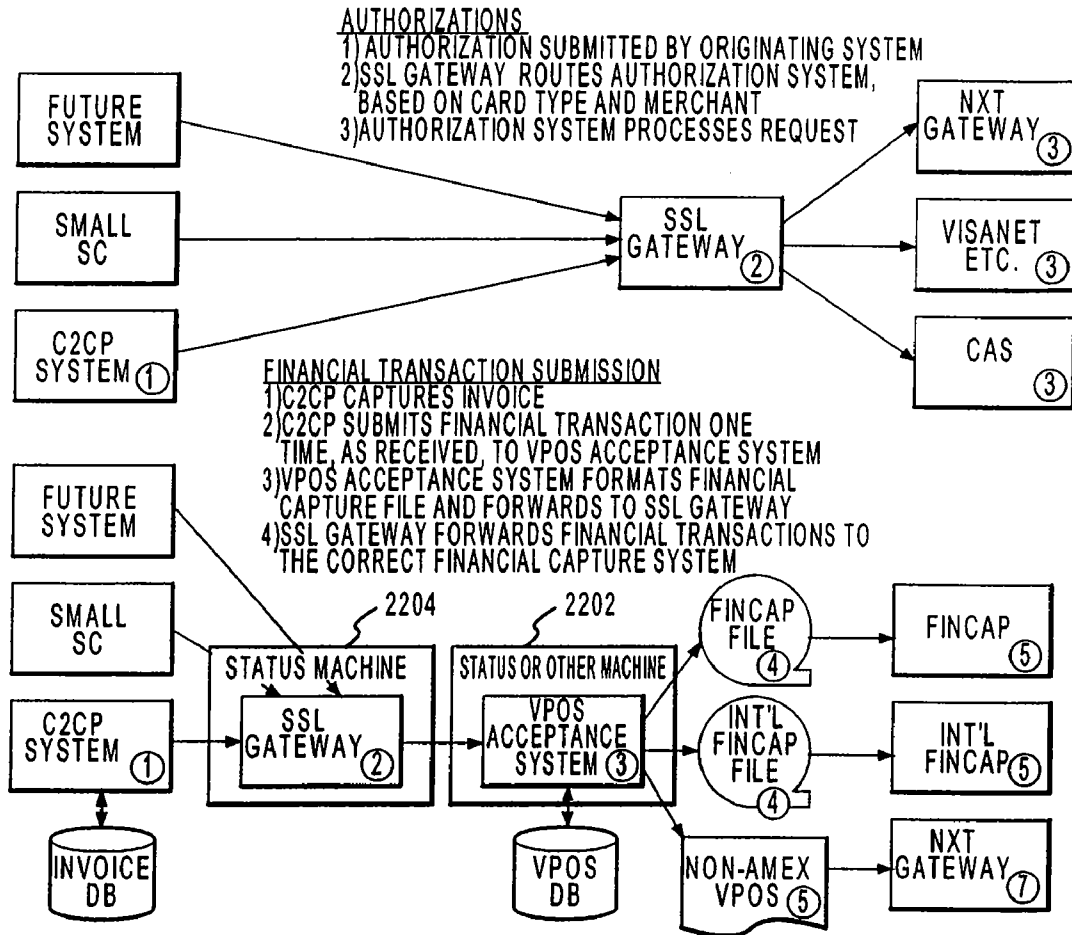 AUTHORIZATIONS
1) AUTHORIZATION SUBMITTED BY ORIGINATING SYSTEM
2)SSL GATEWAY ROUTES AUTHORIZATION SYSTEM,
BASED ON CARD TYPE AND MERCHANT
3)AUTHORIZATION SYSTEM PROCESSES REQUEST
FUTURE
SYSTEM
SMALL
SC
C2CP
SYSTEM 1
SSL
GATEWAY 2
NXT
GATEWAY
3
VISANET
ETC. 3
CAS
3
FINANCIAL TRANSACTION SUBMISSION
1)C2CP CAPTURES INVOICE
2)C2CP SUBMITS FINANCIAL TRANSACTION ONE
TIME, AS RECEIVED, TO VPOS ACCEPTANCE SYSTEM
3)VPOS ACCEPTANCE SYSTEM FORMATS FINANCIAL
CAPTURE FILE AND FORWARDS TO SSL GATEWAY
4)SSL GATEWAY FORWARDS FINANCIAL TRANSACTIONS TO
THE CORRECT FINANCIAL CAPTURE SYSTEM
FUTURE
SYSTEM
SMALL
SC
C2CP
SYSTEM 1
INVOICE
DB
2204
STATUS MACHINE
SSL
GATEWAY 2
2202
STATUS OR OTHER MACHINE
VPOS
ACCEPTANCE
SYSTEM 3
VPOS
DB
FINCAP
FILE
4
INT'L
FINCAP
FILE
4
NON-AMEX
VPOS 5
FINCAP
5
INT'L
FINCAP 5
NXT
GATEWAY
7